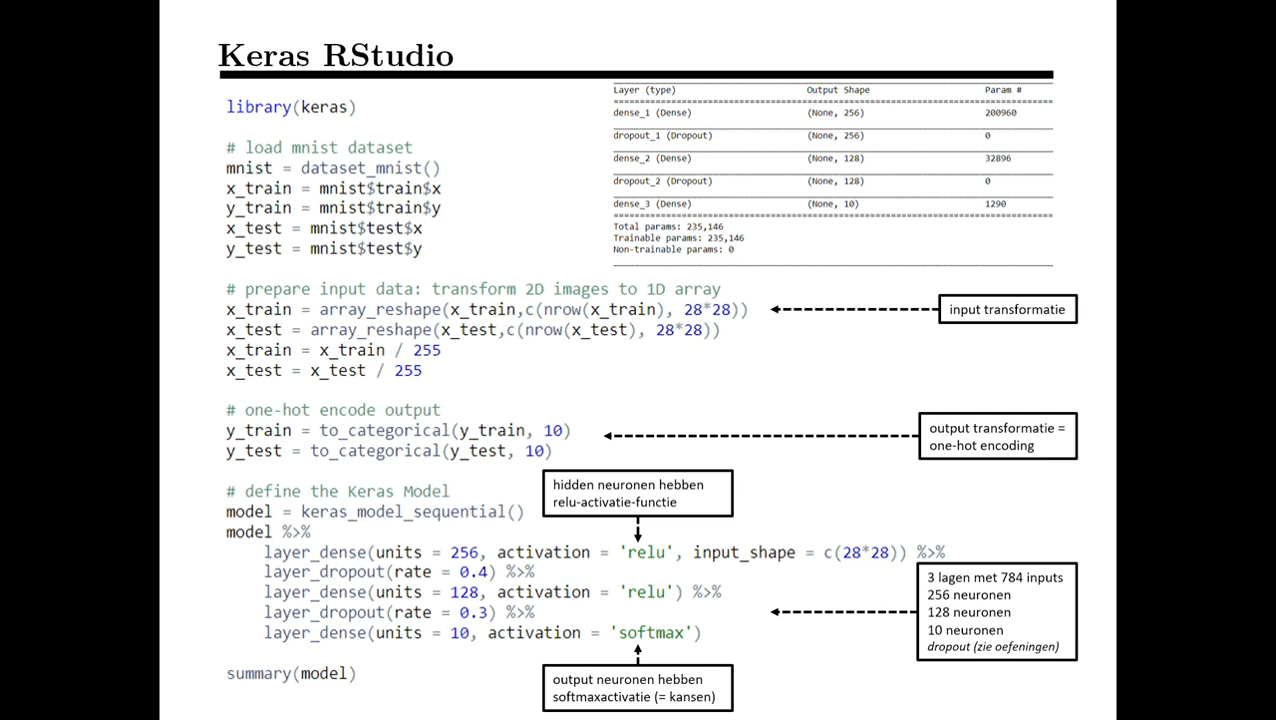 Keras RStudio
library(keras)
# load mnist dataset
mnist = dataset_mnist()
x_train = mnist$train$x
y_train = mnist$train$y
x_test = mnist$test$x
y_test = mnist$test$y
Layer (type) Output Shape Param #
dense_1 (Dense) (None, 256) 200960
dropout_1 (Dropout) (None, 256) 0
dense_2 (Dense) (None, 128) 32896
dropout_2 (Dropout) (None, 128) 0
dense_3 (Dense) (None, 10) 1290
Total params: 235,146
Trainable params: 235,146
Non-trainable params: 0
# prepare input data: transform 2D images to 1D array
x_train = array_reshape(x_train,c(nrow(x_train), 28*28))
x_test = array_reshape(x_test,c(nrow(x_test), 28*28))
x_train = x_train / 255
x_test = x_test / 255
input transformatie
# one-hot encode output
y_train = to_categorical(y_train, 10)
y_test = to_categorical(y_test, 10)
output transformatie =
one-hot encoding
hidden neuronen hebben
relu-activatie-functie
# define the Keras Model
model = keras_model_sequential()
model %>%
layer_dense(units = 256, activation = 'relu', input_shape = c(28*28)) %>%
layer_dropout(rate = 0.4) %>%
layer_dense(units = 128, activation = 'relu') %>%
layer_dropout(rate = 0.3) %>%
layer_dense(units = 10, activation = 'softmax')
3 lagen met 784 inputs
256 neuronen
128 neuronen
10 neuronen
dropout (zie oefeningen)
summary(model)
output neuronen hebben
softmaxactivatie (= kansen)